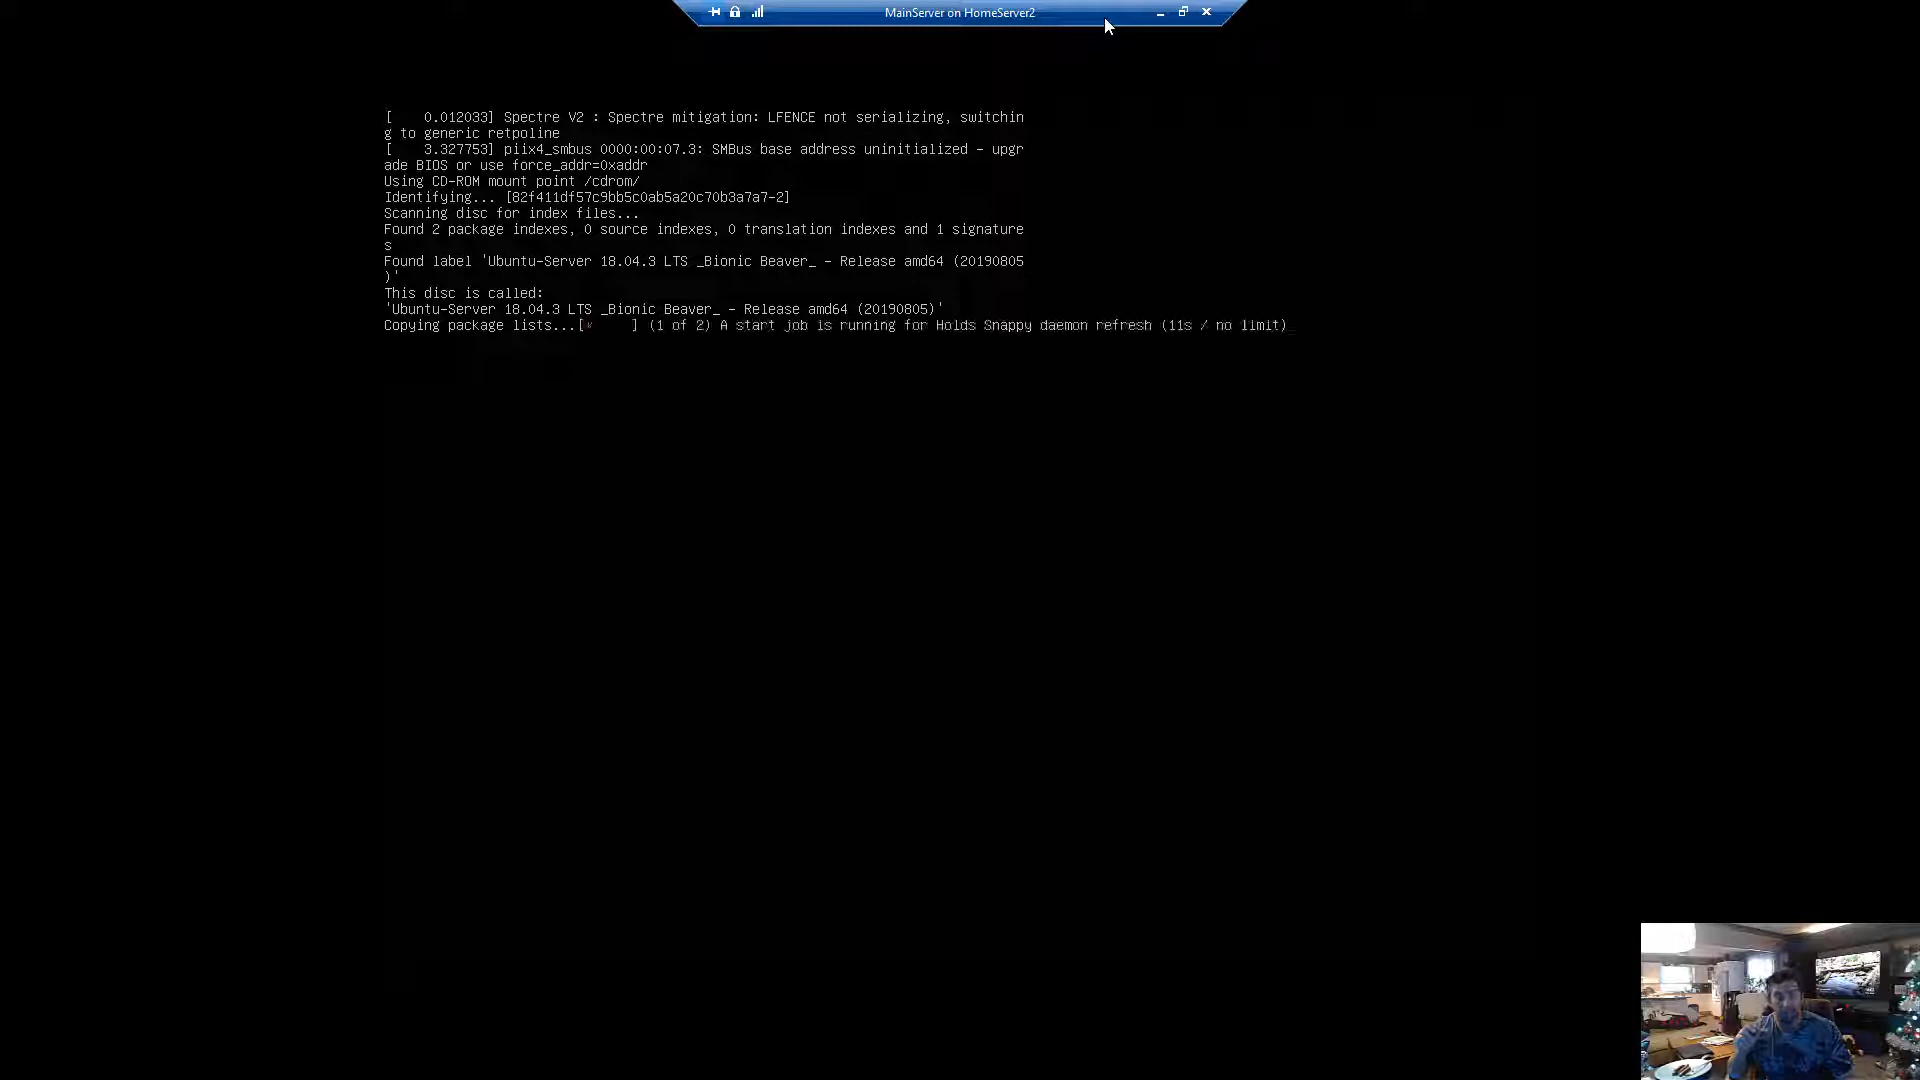 MainServer on HomeServer2
[    0.012033] Spectre V2 : Spectre mitigation: LFENCE not serializing, switchin
g to generic retpoline
[    3.327753] piix4_smbus 0000:00:07.3: SMBus base address uninitialized - upgr
ade BIOS or use force_addr=0xaddr
Using CD-ROM mount point /cdrom/
Identifying... [82f411df57c9bb5c0ab5a20c70b3a7a7-2]
Scanning disc for index files...
Found 2 package indexes, 0 source indexes, 0 translation indexes and 1 signature
s
Found label 'Ubuntu-Server 18.04.3 LTS _Bionic Beaver_ - Release amd64 (20190805
)'
This disc is called:
'Ubuntu-Server 18.04.3 LTS _Bionic Beaver_ - Release amd64 (20190805)'
Copying package lists...[*     ] (1 of 2) A start job is running for Holds Snappy daemon refresh (11s / no limit)